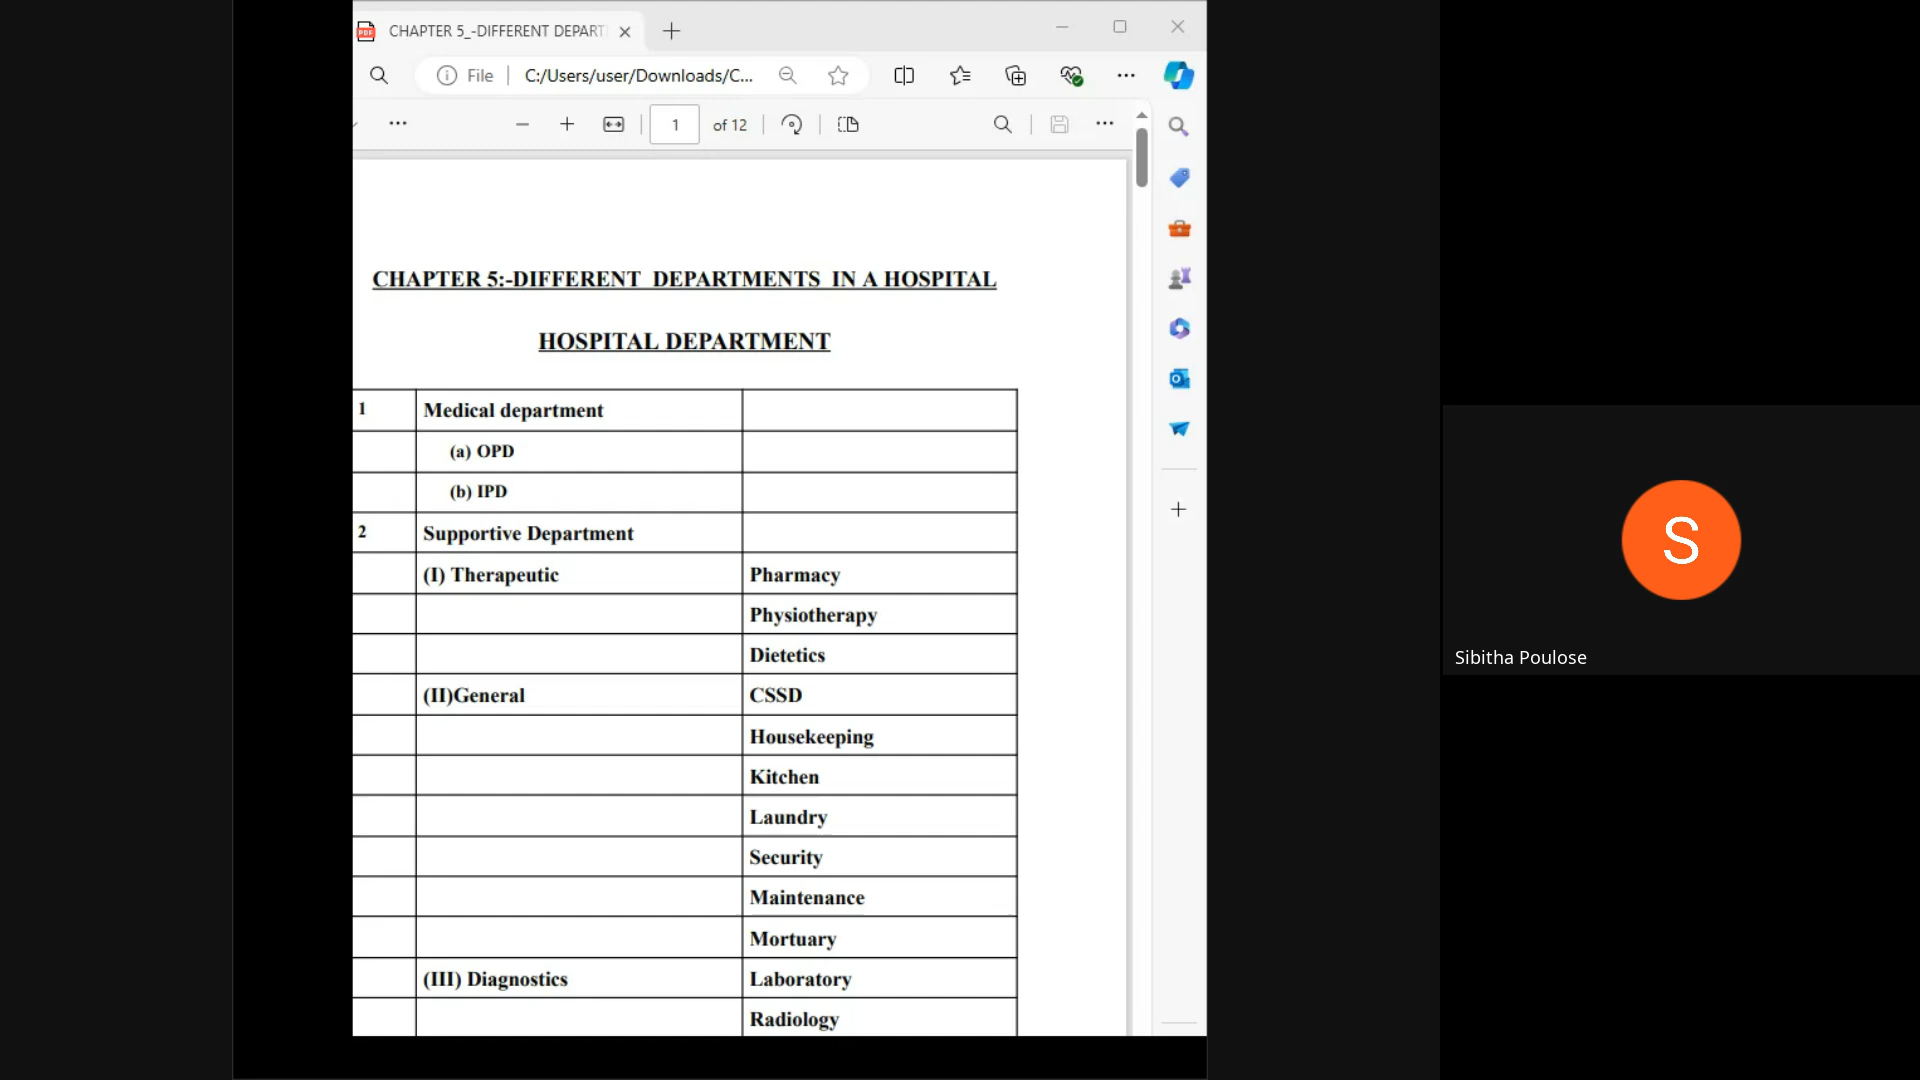 CHAPTER 5_-DIFFERENT DEPART
File
C:/Users/user/Downloads/C...
1 of 12
CHAPTER 5:-DIFFERENT DEPARTMENTS IN A HOSPITAL
HOSPITAL DEPARTMENT
1 Medical department
(a) OPD
(b) IPD
2 Supportive Department
(I) Therapeutic Pharmacy
Physiotherapy
Dietetics
(II)General CSSD
Housekeeping
Kitchen
Laundry
Security
Maintenance
Mortuary
(III) Diagnostics Laboratory
Radiology
S
Sibitha Poulose